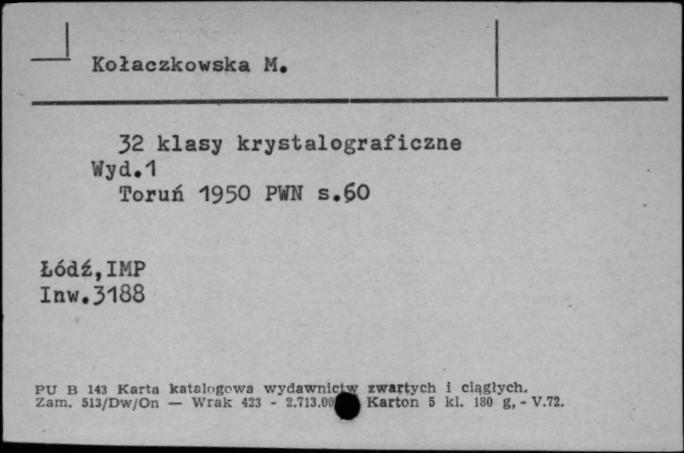 Kołaczkowska M.
32 klasy krystalograficzne
Wyd.1
Toruń 1950 PWN s.60
Łódź,IMP
Inw.3188
PU B 143 Karta katalogowa wydawnictw zwartych i ciągłych.
Zam. 513/Dw/On — Wrak 423 - 2.713.00 Karton 5 kl. 180 g, - V.72.